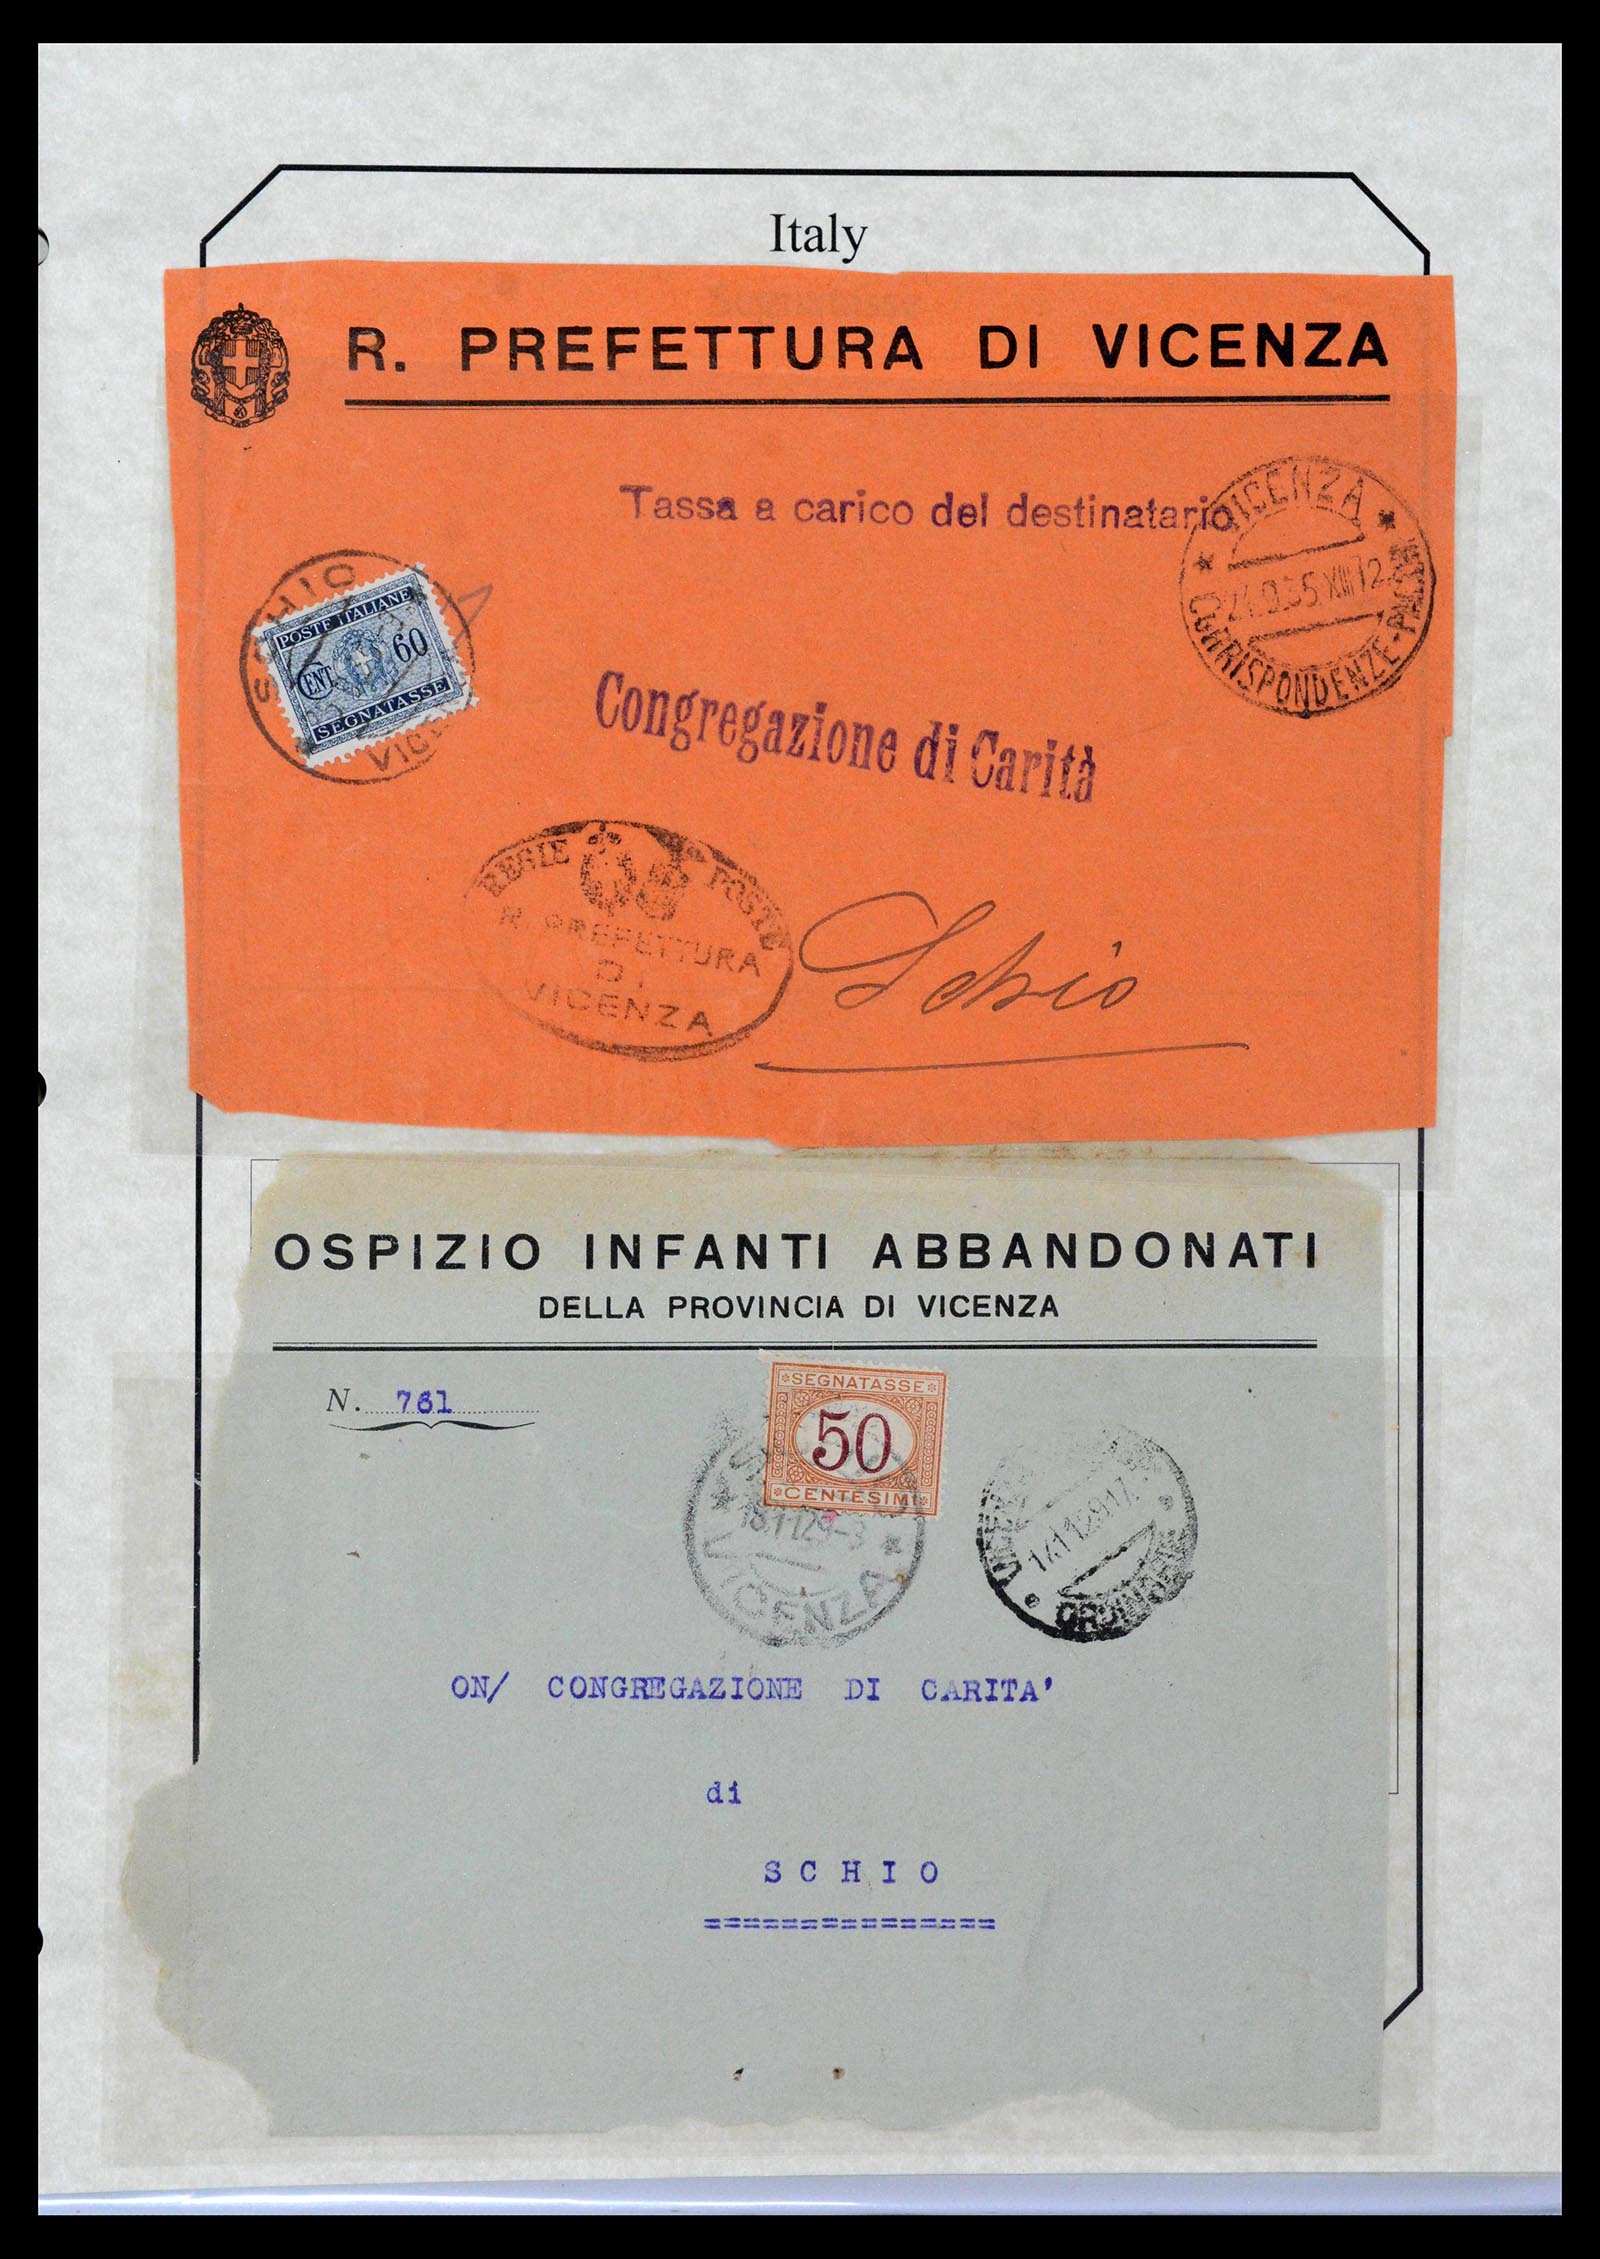 Italy
R. PREFETTURA DI VICENZA
Tassa a carico del destinatario
VICENZA
CORRISPONDENZE-PACCHI
SCHIO
POSTE ITALIANE
CENT. 60
SEGNATASSE
Congregazione di Carità
REGIE POSTE
R. PREFETTURA
DI
VICENZA
Schio
OSPIZIO INFANTI ABBANDONATI
DELLA PROVINCIA DI VICENZA
N. 761
SEGNATASSE
50
CENTESIMI
VICENZA
ON/ CONGREGAZIONE DI CARITA'
di
SCHIO
===============